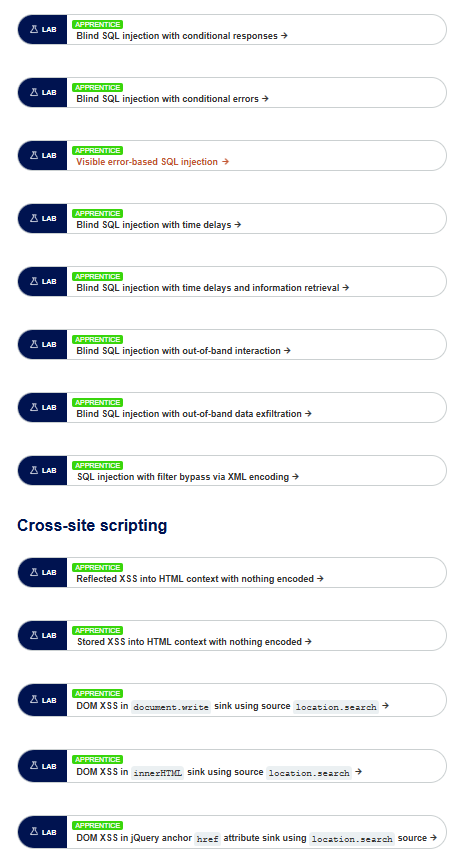 LAB
APPRENTICE
Blind SQL injection with conditional responses →
LAB
APPRENTICE
Blind SQL injection with conditional errors →
LAB
APPRENTICE
Visible error-based SQL injection →
LAB
APPRENTICE
Blind SQL injection with time delays →
LAB
APPRENTICE
Blind SQL injection with time delays and information retrieval →
LAB
APPRENTICE
Blind SQL injection with out-of-band interaction →
LAB
APPRENTICE
Blind SQL injection with out-of-band data exfiltration →
LAB
APPRENTICE
SQL injection with filter bypass via XML encoding →
Cross-site scripting
LAB
APPRENTICE
Reflected XSS into HTML context with nothing encoded →
LAB
APPRENTICE
Stored XSS into HTML context with nothing encoded →
LAB
APPRENTICE
DOM XSS in document.write sink using source location.search →
LAB
APPRENTICE
DOM XSS in innerHTML sink using source location.search →
LAB
APPRENTICE
DOM XSS in jQuery anchor href attribute sink using location.search source →